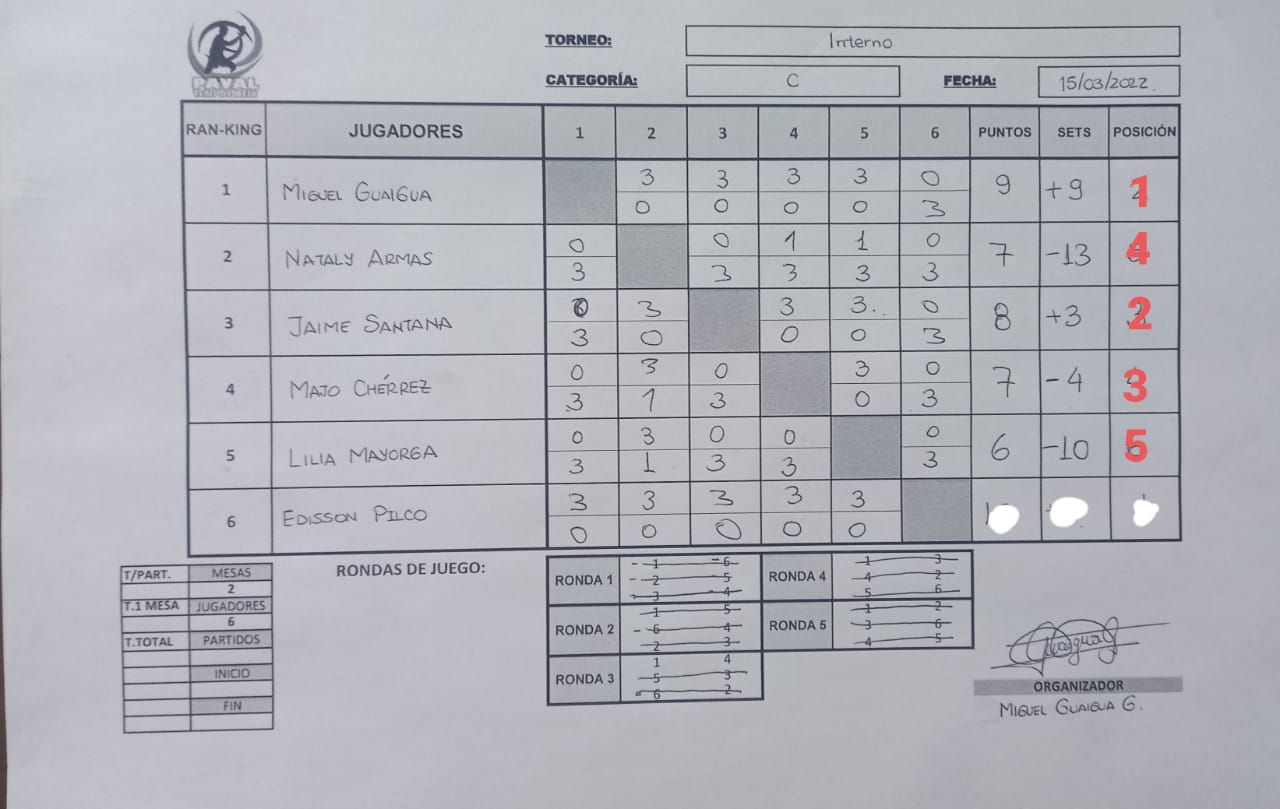 RAVAL
TORNEO: Interno
CATEGORÍA: C FECHA: 15/03/2022
RAN-KING JUGADORES 1 2 3 4 5 6 PUNTOS SETS POSICIÓN
3 3 3 3 0
1 MIGUEL GUAIGUA 9 +9 1
0 0 0 0 3
0 0 1 1 0
2 NATALY ARMAS 7 -13 4
3 3 3 3 3
0 3 3 3.. 0
3 JAIME SANTANA 8 +3 2
3 0 0 0 3
0 3 0 3 0
4 MAJO CHÉRREZ 7 -4 3
3 1 3 0 3
0 3 0 0 0
5 LILIA MAYORGA 6 -10 5
3 1 3 3 3
3 3 3 3 3
6 EDISSON PILCO
0 0 0 0 0
T/PART. MESAS
2
T.1 MESA JUGADORES
6
T.TOTAL PARTIDOS
INICIO
FIN
RONDAS DE JUEGO:
RONDA 1
1 6
2 5
3 4
RONDA 2
1 5
6 4
2 3
RONDA 3
1 4
5 3
6 2
RONDA 4
1 3
4 2
5 6
RONDA 5
1 2
3 6
4 5
ORGANIZADOR
MIGUEL GUAIGUA G.